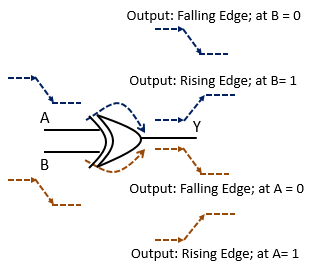 Output: Falling Edge; at B = 0
Output: Rising Edge; at B= 1
A
Y
B
Output: Falling Edge; at A = 0
Output: Rising Edge; at A= 1